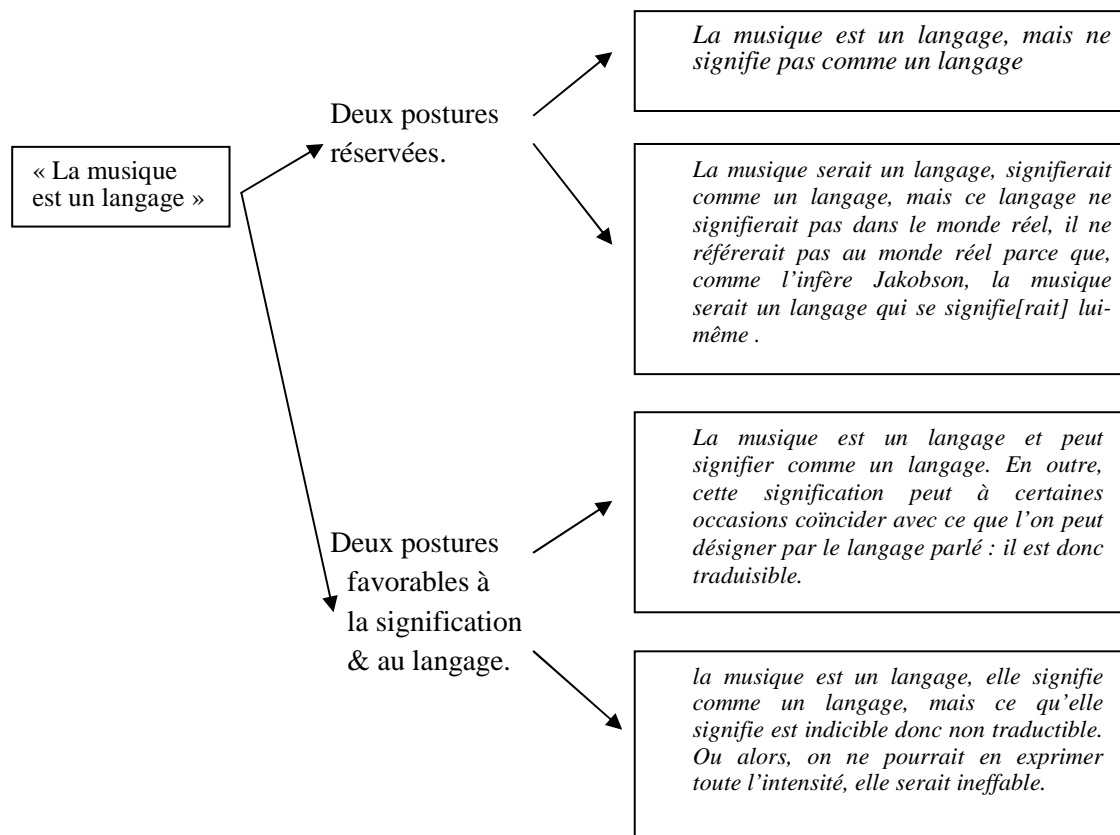 « La musique
est un langage »
Deux postures
réservées.
La musique est un langage, mais ne
signifie pas comme un langage
La musique serait un langage, signifierait
comme un langage, mais ce langage ne
signifierait pas dans le monde réel, il ne
référerait pas au monde réel parce que,
comme l’infère Jakobson, la musique
serait un langage qui se signifie[rait] lui-
même .
Deux postures
favorables à
la signification
& au langage.
La musique est un langage et peut
signifier comme un langage. En outre,
cette signification peut à certaines
occasions coïncider avec ce que l’on peut
désigner par le langage parlé : il est donc
traduisible.
la musique est un langage, elle signifie
comme un langage, mais ce qu’elle
signifie est indicible donc non traductible.
Ou alors, on ne pourrait en exprimer
toute l’intensité, elle serait ineffable.